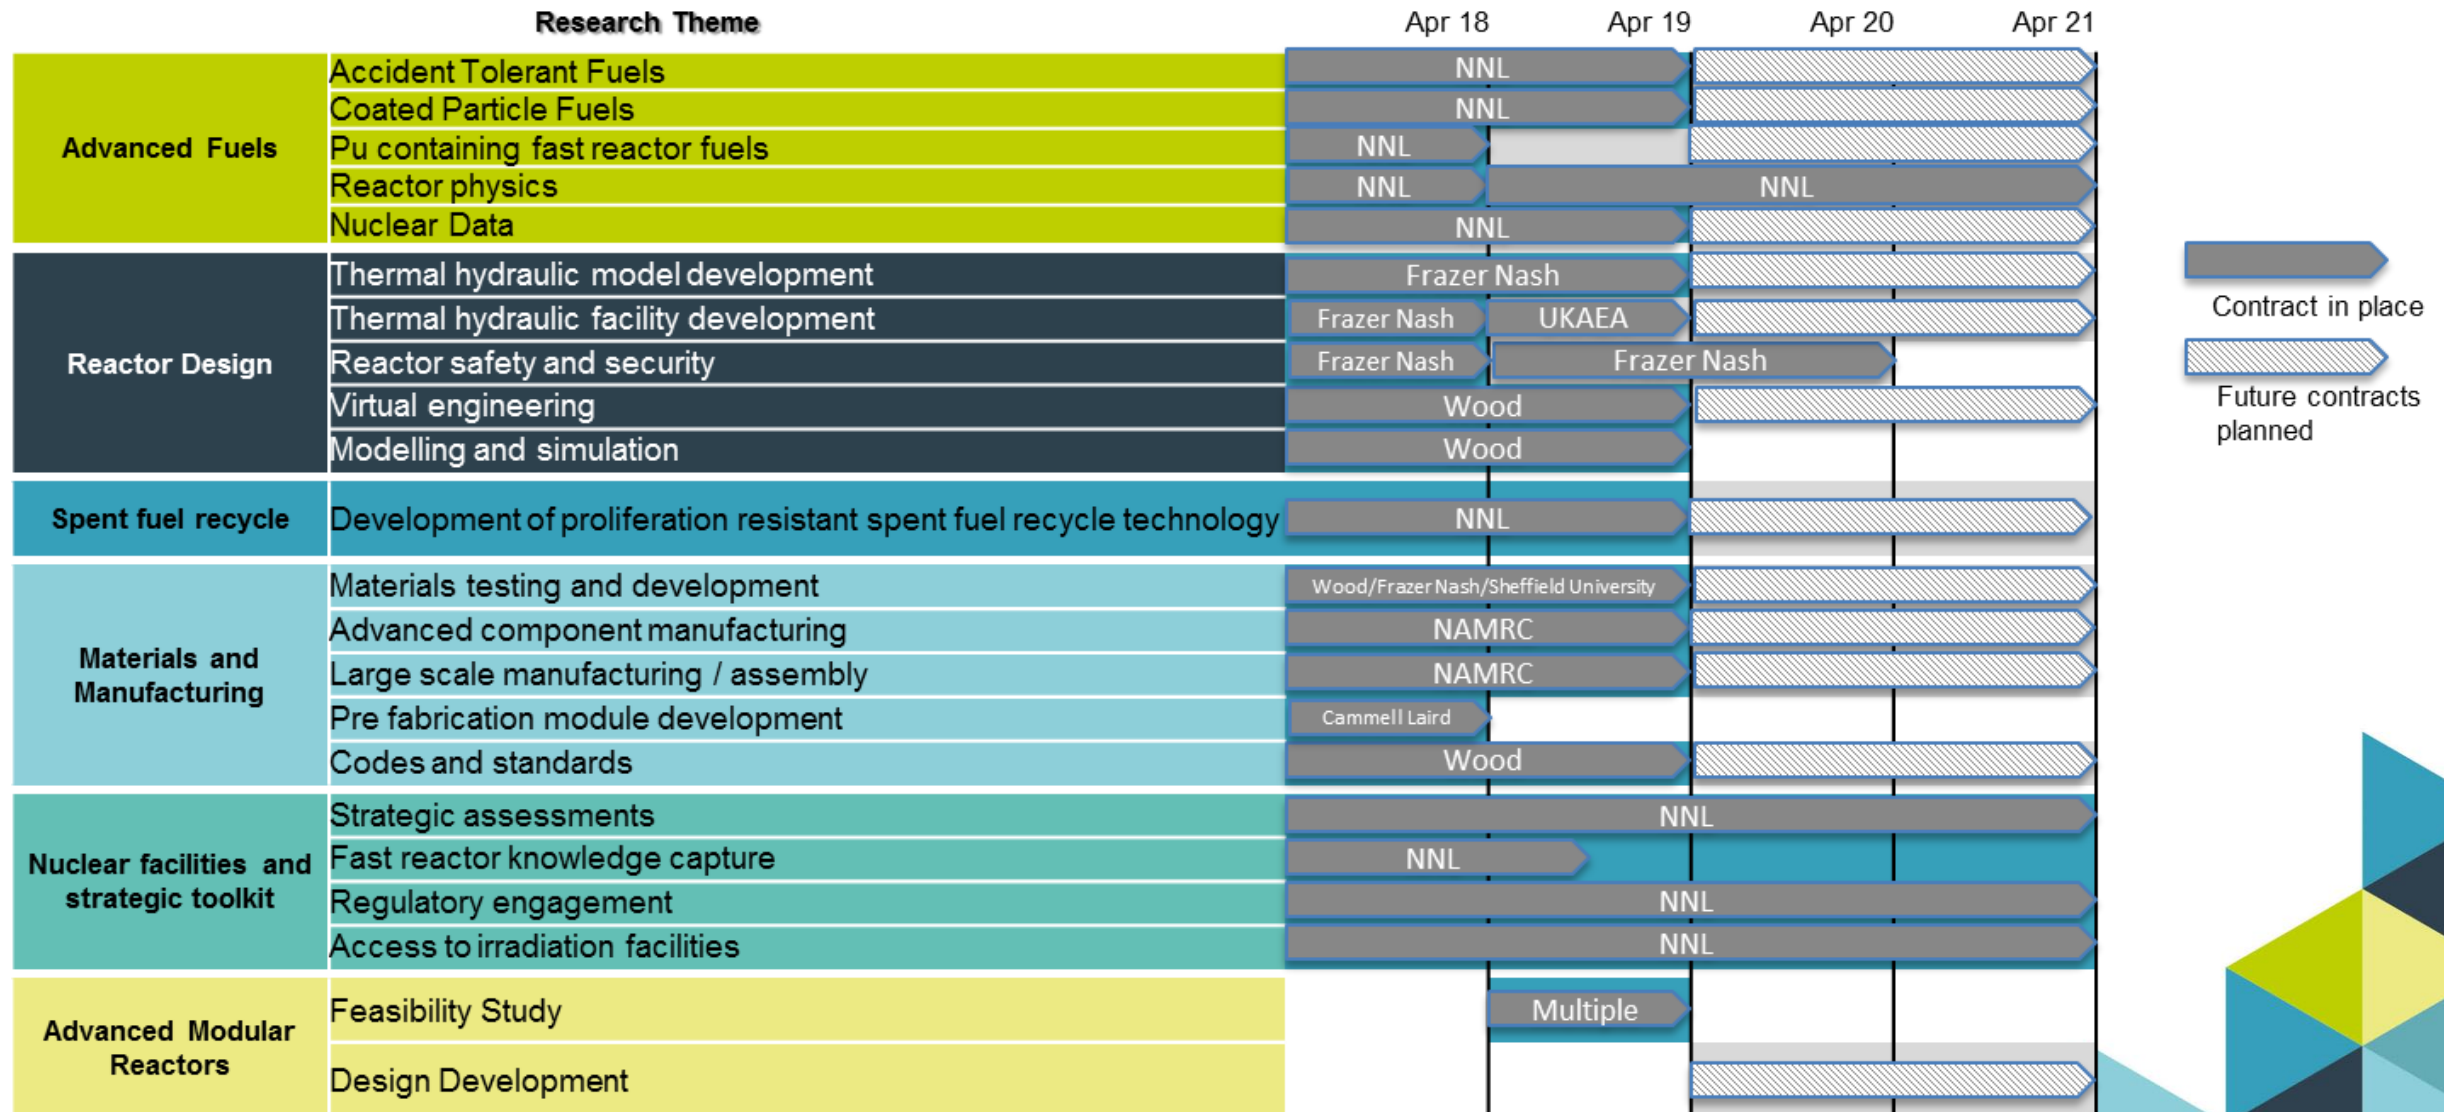 Research Theme Apr 18 Apr 19 Apr 20 Apr 21
Advanced Fuels
Accident Tolerant Fuels NNL
Coated Particle Fuels NNL
Pu containing fast reactor fuels NNL
Reactor physics NNL NNL
Nuclear Data NNL
Reactor Design
Thermal hydraulic model development Frazer Nash
Thermal hydraulic facility development Frazer Nash UKAEA
Reactor safety and security Frazer Nash Frazer Nash
Virtual engineering Wood
Modelling and simulation Wood
Spent fuel recycle
Development of proliferation resistant spent fuel recycle technology NNL
Materials and
Manufacturing
Materials testing and development Wood/Frazer Nash/Sheffield University
Advanced component manufacturing NAMRC
Large scale manufacturing / assembly NAMRC
Pre fabrication module development Cammell Laird
Codes and standards Wood
Nuclear facilities and
strategic toolkit
Strategic assessments NNL
Fast reactor knowledge capture NNL
Regulatory engagement NNL
Access to irradiation facilities NNL
Advanced Modular
Reactors
Feasibility Study Multiple
Design Development
Contract in place
Future contracts
planned